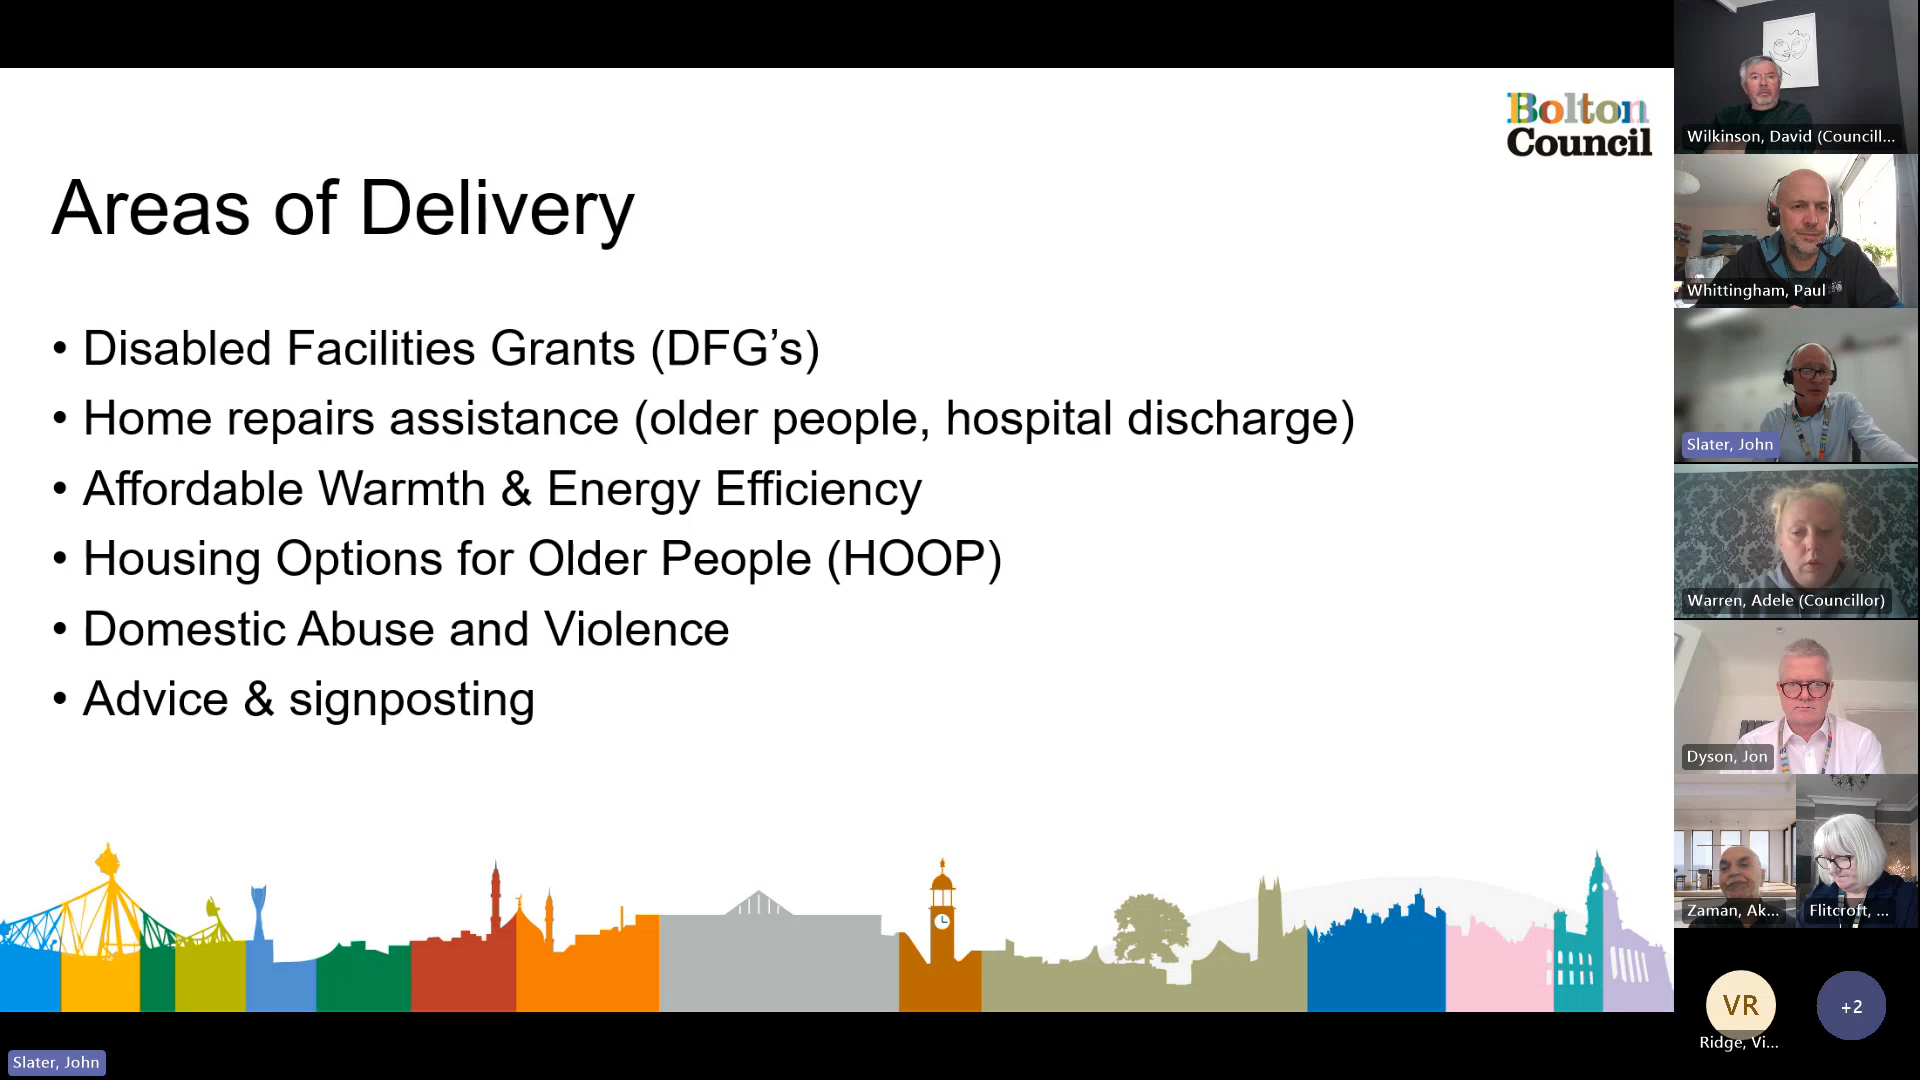 Bolton
Council
Areas of Delivery
• Disabled Facilities Grants (DFG’s)
• Home repairs assistance (older people, hospital discharge)
• Affordable Warmth & Energy Efficiency
• Housing Options for Older People (HOOP)
• Domestic Abuse and Violence
• Advice & signposting
Slater, John
Wilkinson, David (Councill...
Whittingham, Paul
Slater, John
Warren, Adele (Councillor)
Dyson, Jon
Zaman, Ak...
Flitcroft, ...
VR
+2
Ridge, Vi...